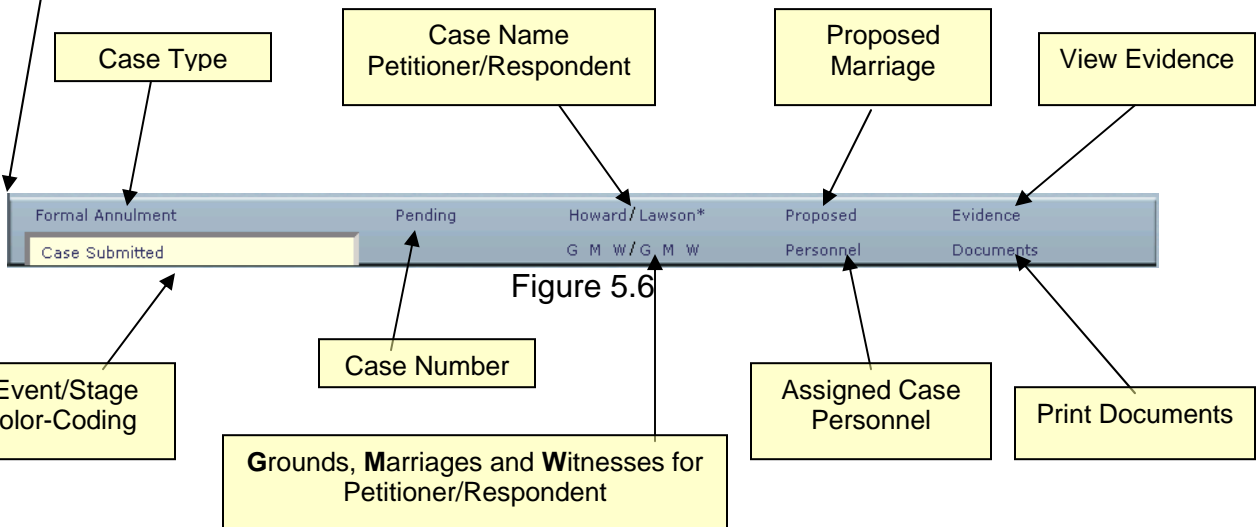 Case Type
Case Name
Petitioner/Respondent
Proposed
Marriage
View Evidence
Formal Annulment Pending Howard/Lawson* Proposed Evidence
Case Submitted G M W/G M W Personnel Documents
Figure 5.6
Event/Stage
olor-Coding
Case Number
Grounds, Marriages and Witnesses for
Petitioner/Respondent
Assigned Case
Personnel
Print Documents